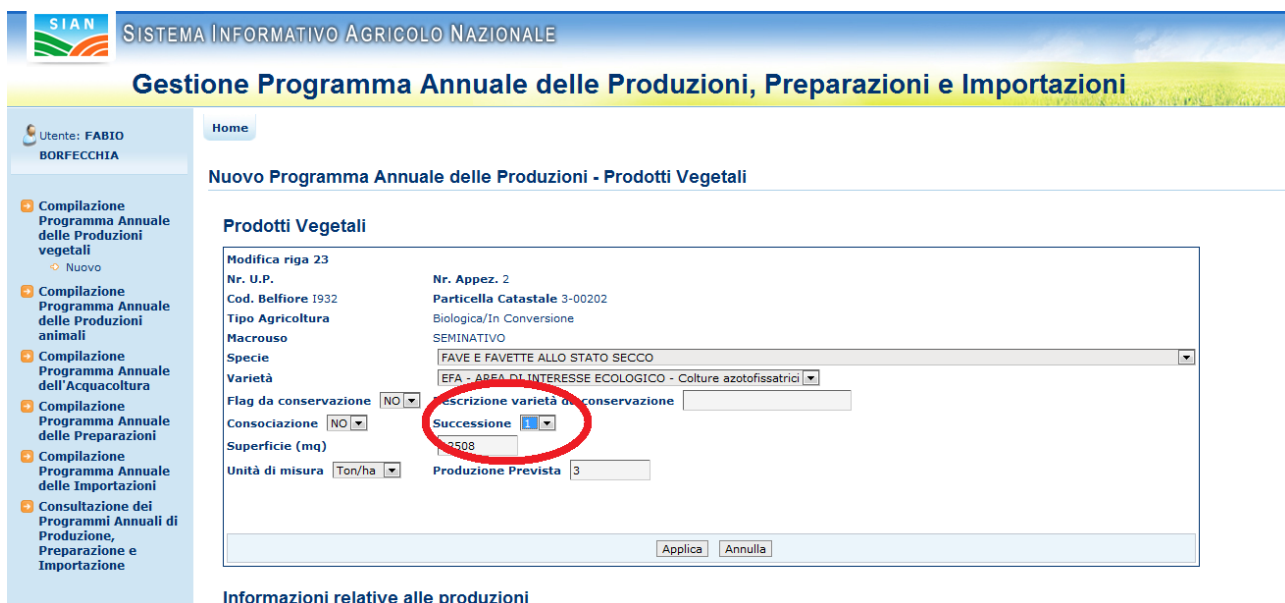 SIAN
SISTEMA INFORMATIVO AGRICOLO NAZIONALE
Gestione Programma Annuale delle Produzioni, Preparazioni e Importazioni
Utente: FABIO
BORFECCHIA
Home
Nuovo Programma Annuale delle Produzioni - Prodotti Vegetali
Compilazione
Programma Annuale
delle Produzioni
vegetali
Nuovo
Compilazione
Programma Annuale
delle Produzioni
animali
Compilazione
Programma Annuale
dell'Acquacoltura
Compilazione
Programma Annuale
delle Preparazioni
Compilazione
Programma Annuale
delle Importazioni
Consultazione dei
Programmi Annuali di
Produzione,
Preparazione e
Importazione
Prodotti Vegetali
Modifica riga 23
Nr. U.P. Nr. Appez. 2
Cod. Belfiore I932 Particella Catastale 3-00202
Tipo Agricoltura Biologica/In Conversione
Macrouso SEMINATIVO
Specie FAVE E FAVETTE ALLO STATO SECCO
Varietà EFA - AREA DI INTERESSE ECOLOGICO - Colture azotofissatrici
Flag da conservazione NO Descrizione varietà da conservazione
Consociazione NO Successione 1
Superficie (mq) 2508
Unità di misura Ton/ha Produzione Prevista 3
Applica Annulla
Informazioni relative alle produzioni